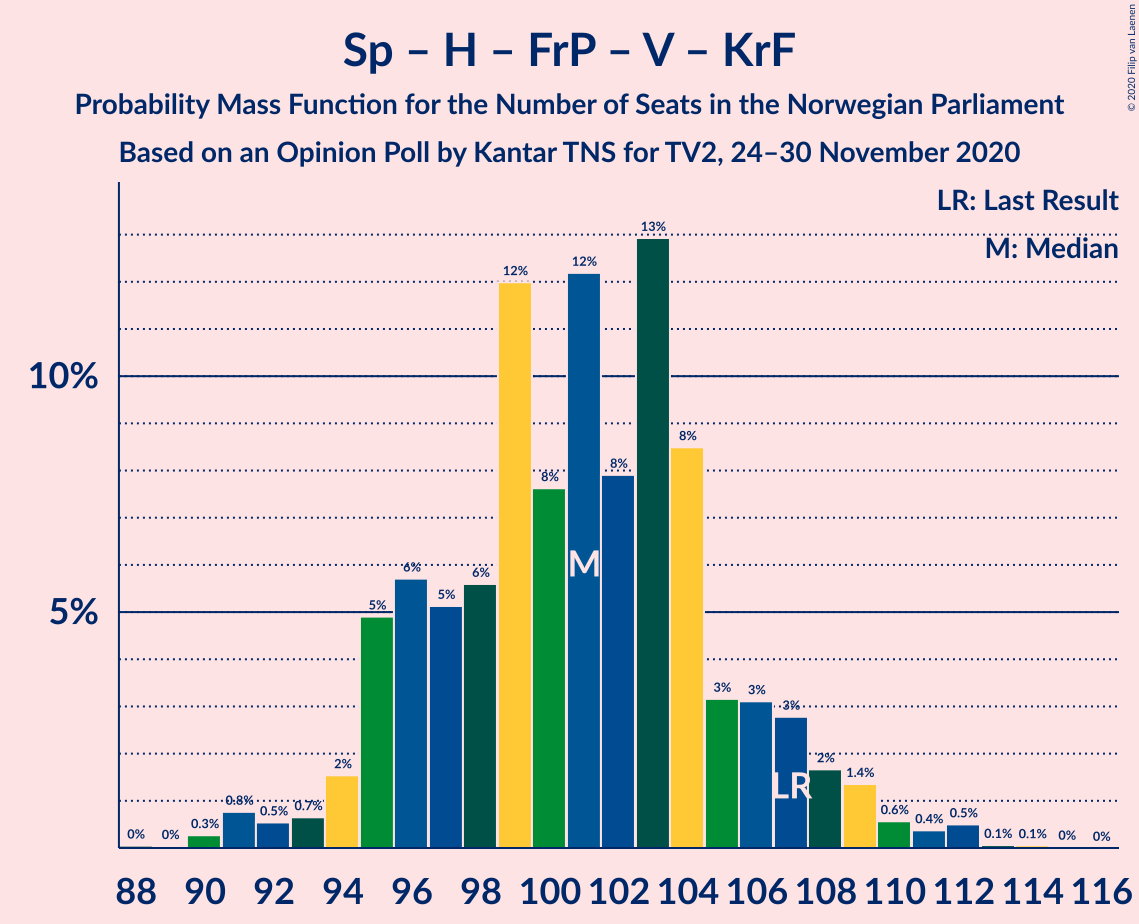 Sp – H – FrP – V – KrF
Probability Mass Function for the Number of Seats in the Norwegian Parliament
Based on an Opinion Poll by Kantar TNS for TV2, 24–30 November 2020
© 2020 Filip van Laenen
LR: Last Result
M: Median
10%
5%
0% 0% 0.3% 0.8% 0.5% 0.7% 2% 5% 6% 5% 6% 12% 8% 12% 8% 13% 8% 3% 3% 3% 2% 1.4% 0.6% 0.4% 0.5% 0.1% 0.1% 0% 0%
M
LR
88 90 92 94 96 98 100 102 104 106 108 110 112 114 116